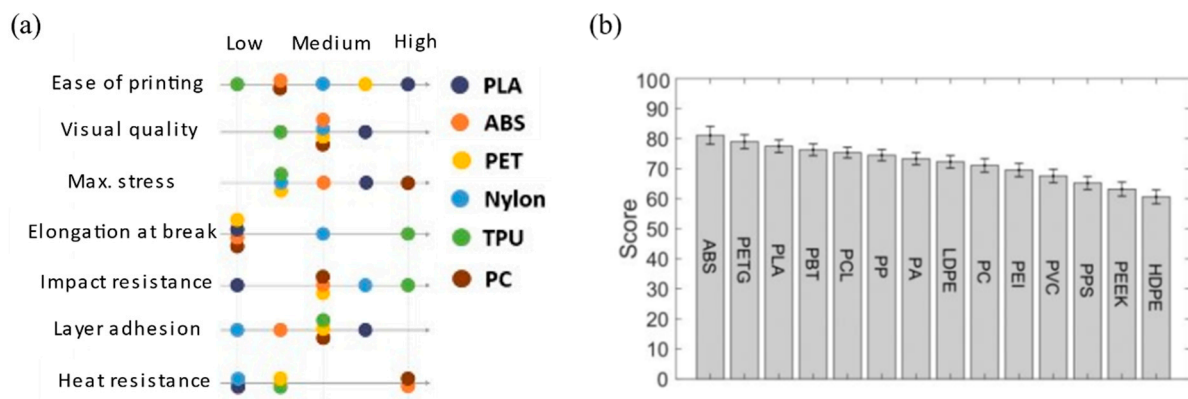 (a)
Low Medium High
Ease of printing
Visual quality
Max. stress
Elongation at break
Impact resistance
Layer adhesion
Heat resistance
PLA
ABS
PET
Nylon
TPU
PC
(b)
Score
100
90
80
70
60
50
40
30
20
10
0
ABS
PETG
PLA
PBT
PCL
PP
PA
LDPE
PC
PEI
PVC
PPS
PEEK
HDPE